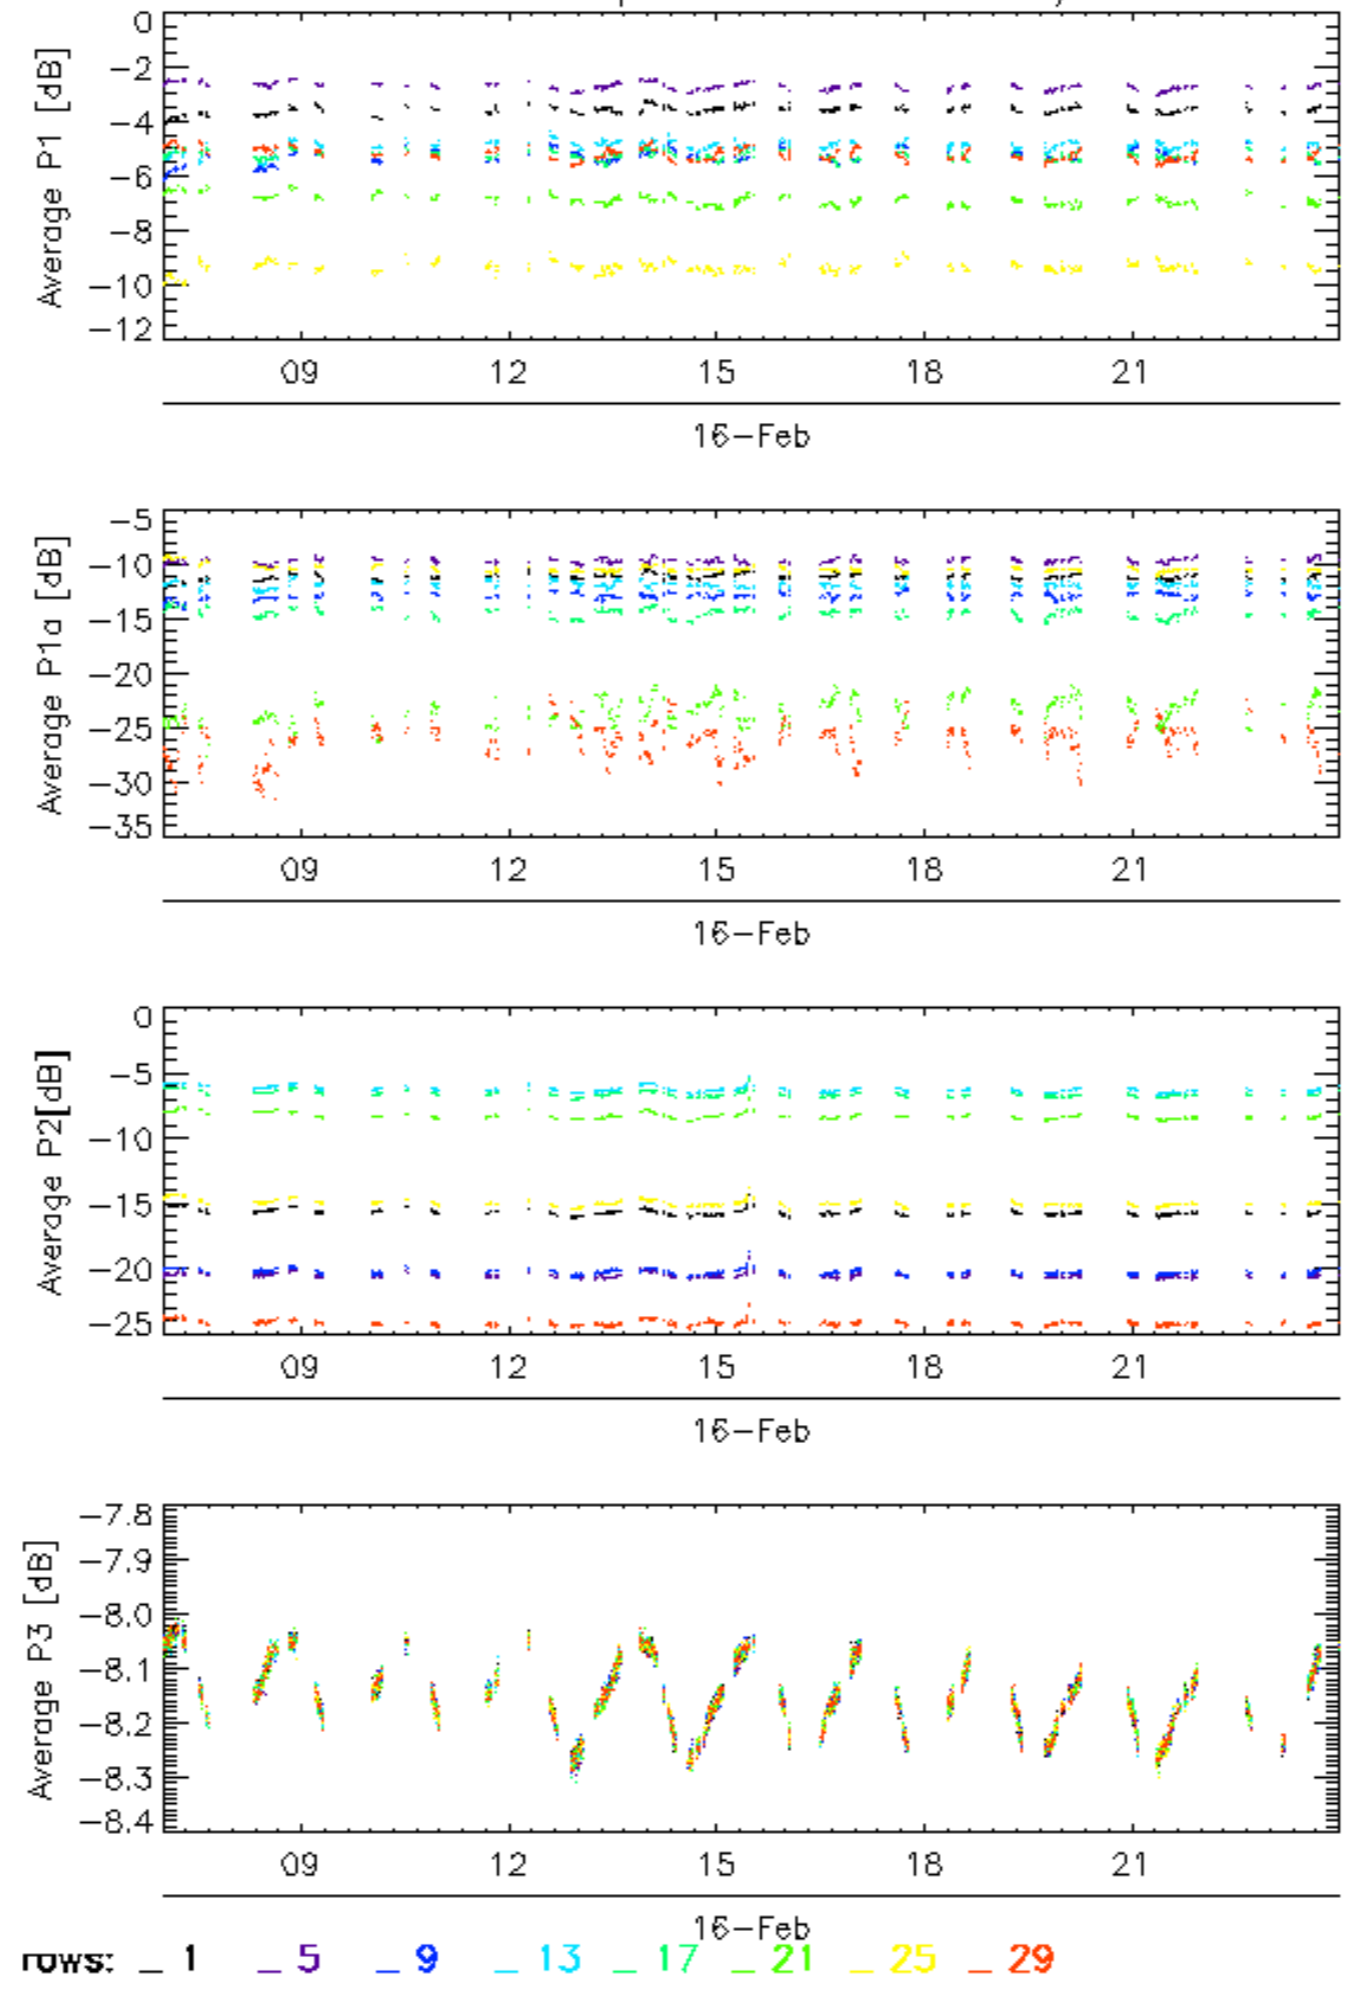 Average P1 [dB]
0
−2
−4
−6
−8
−10
−12
09 12 15 18 21
16−Feb
Average P1a [dB]
−5
−10
−15
−20
−25
−30
−35
09 12 15 18 21
16−Feb
Average P2[dB]
0
−5
−10
−15
−20
−25
09 12 15 18 21
16−Feb
Average P3 [dB]
−7.8
−7.9
−8.0
−8.1
−8.2
−8.3
−8.4
09 12 15 18 21
16−Feb
rows: _ 1 _ 5 _ 9 _ 13 _ 17 _ 21 _ 25 _ 29